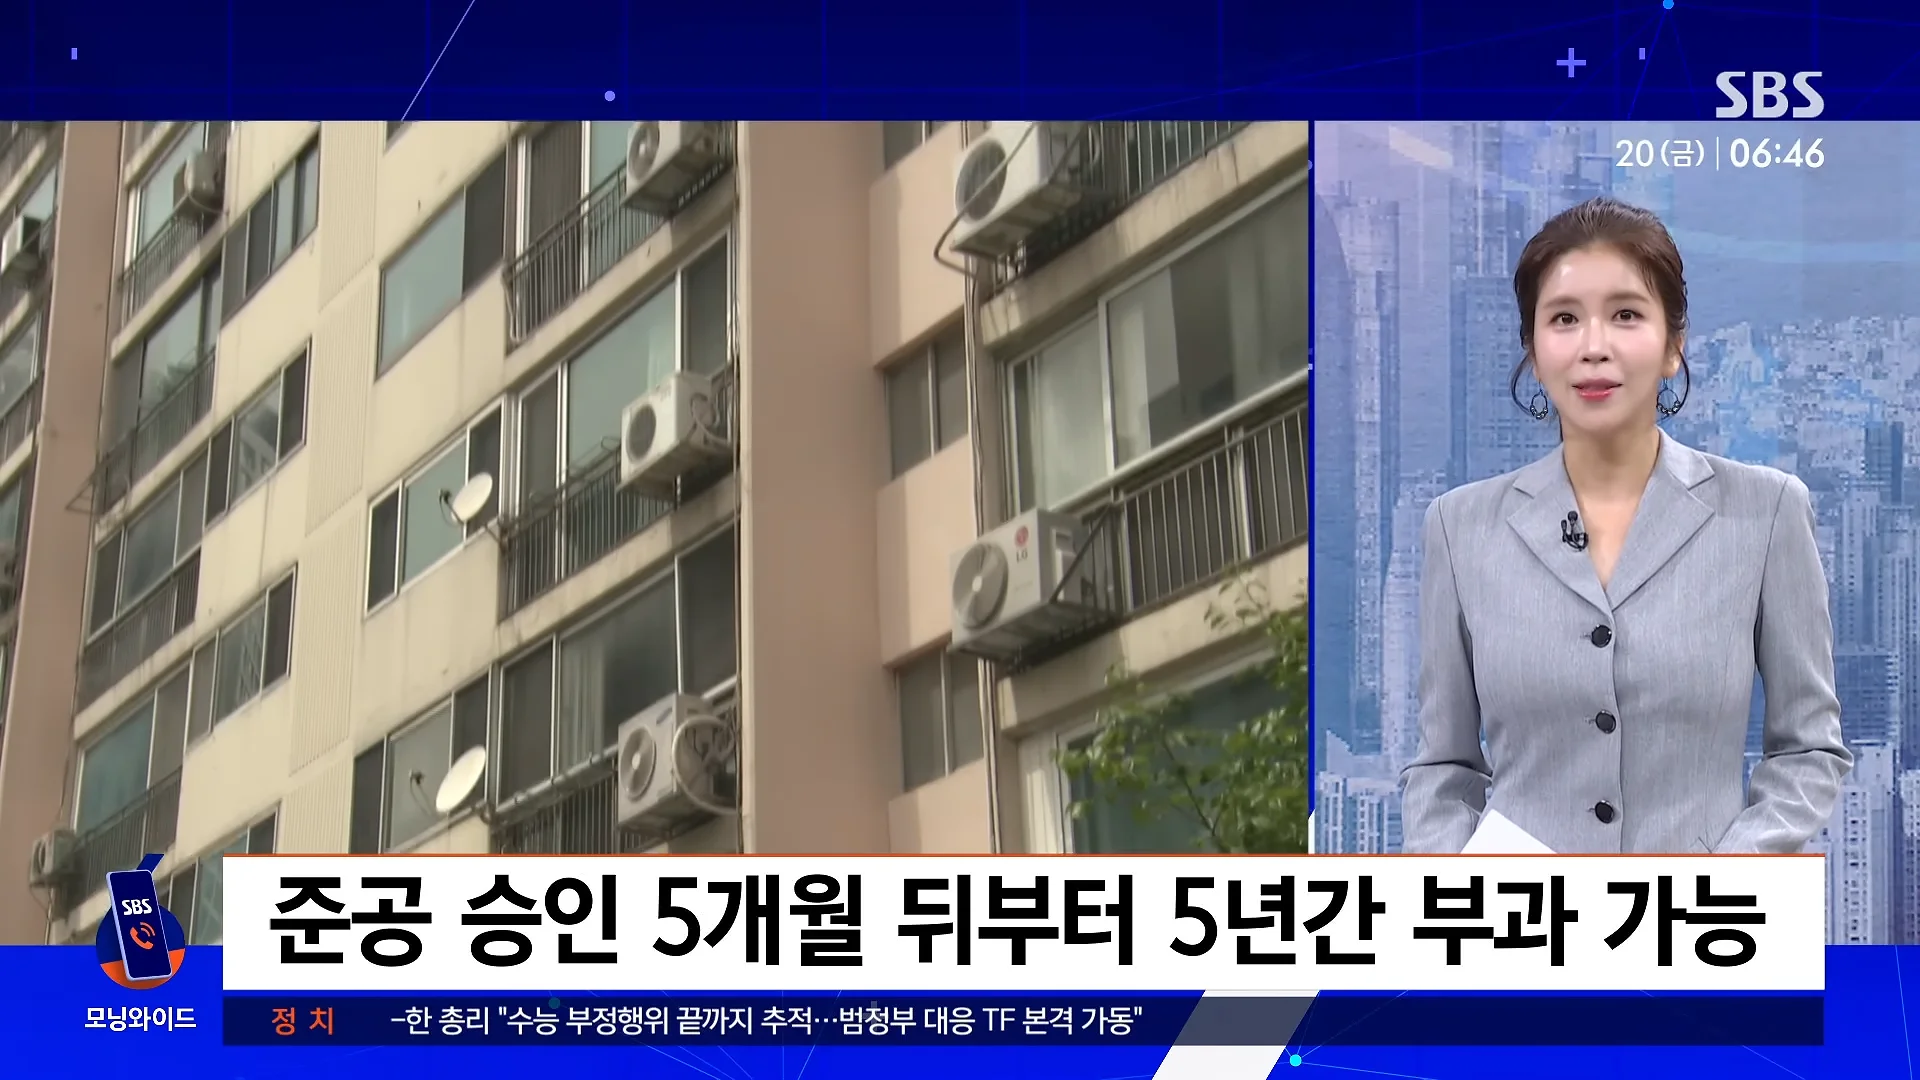 SBS
20(금) | 06:46
LG
준공 승인 5개월 뒤부터 5년간 부과 가능
SBS
모닝와이드
정 치 -한 총리 "수능 부정행위 끝까지 추적…범정부 대응 TF 본격 가동"